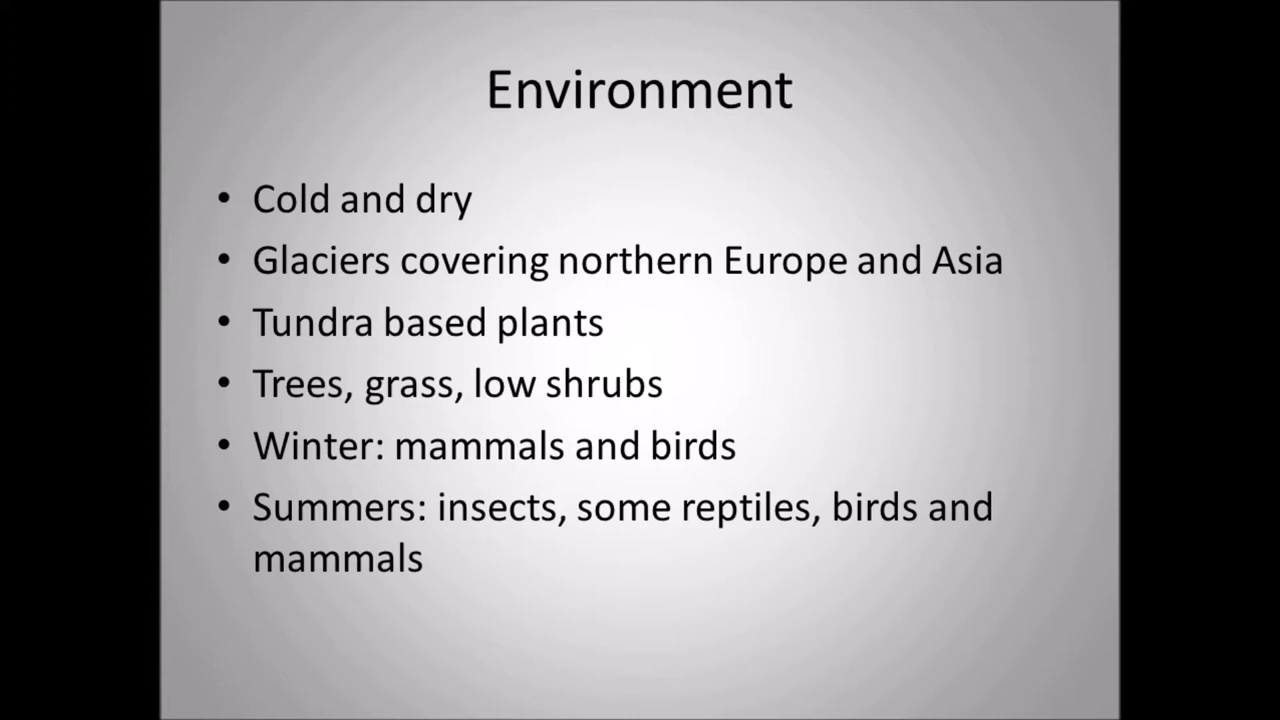 Environment
• Cold and dry
• Glaciers covering northern Europe and Asia
• Tundra based plants
• Trees, grass, low shrubs
• Winter: mammals and birds
• Summers: insects, some reptiles, birds and
mammals